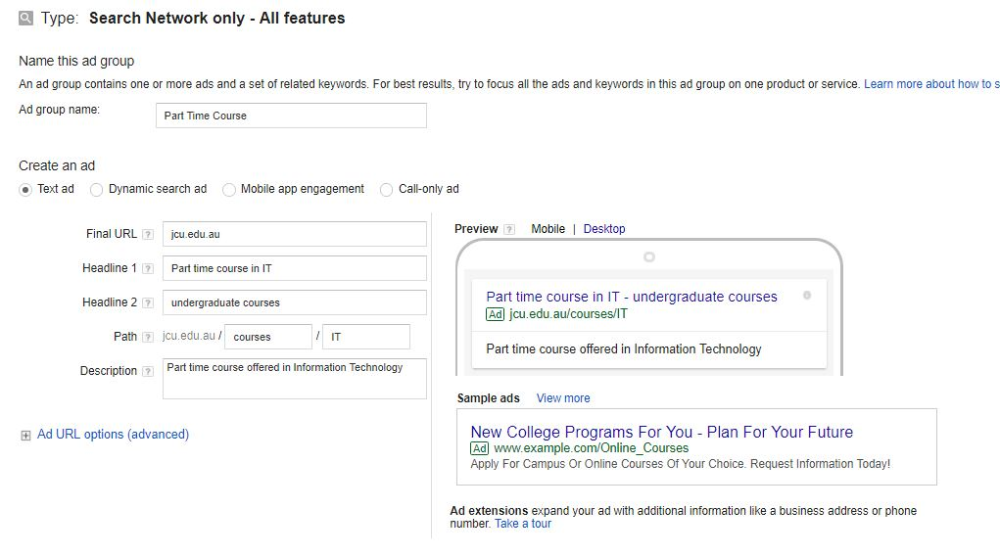 Type: Search Network only - All features
Name this ad group
An ad group contains one or more ads and a set of related keywords. For best results, try to focus all the ads and keywords in this ad group on one product or service. Learn more about how to s
Ad group name: Part Time Course
Create an ad
Text ad Dynamic search ad Mobile app engagement Call-only ad
Final URL ? jcu.edu.au
Headline 1 ? Part time course in IT
Headline 2 ? undergraduate courses
Path ? jcu.edu.au / courses / IT
Description ? Part time course offered in Information Technology
Ad URL options (advanced)
Preview ? Mobile | Desktop
Part time course in IT - undergraduate courses
Ad jcu.edu.au/courses/IT
Part time course offered in Information Technology
Sample ads View more
New College Programs For You - Plan For Your Future
Ad www.example.com/Online_Courses
Apply For Campus Or Online Courses Of Your Choice. Request Information Today!
Ad extensions expand your ad with additional information like a business address or phone
number. Take a tour